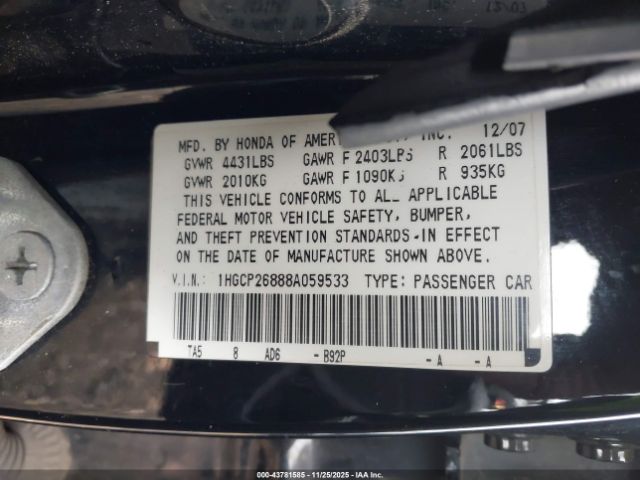 MFD. BY HONDA OF AMER INC. 12/07
GVWR 4431LBS GAWR F 2403LBS R 2061LBS
GVWR 2010KG GAWR F 1090KG R 935KG
THIS VEHICLE CONFORMS TO ALL APPLICABLE
FEDERAL MOTOR VEHICLE SAFETY, BUMPER,
AND THEFT PREVENTION STANDARDS-IN EFFECT
ON THE DATE OF MANUFACTURE SHOWN ABOVE.
V.I.N. 1HGCP26888A059533 TYPE: PASSENGER CAR
TA5 8 AD6 -B92P -A -A
000-43781585 - 11/25/2025 - IAA Inc.